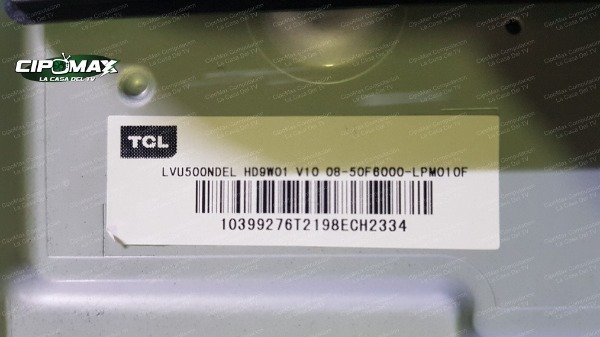 CIPOMAX
LA CASA DEL TV
TCL
LVU500NDEL HD9W01 V10 08-50F6000-LPM010F
10399276T2198ECH2334